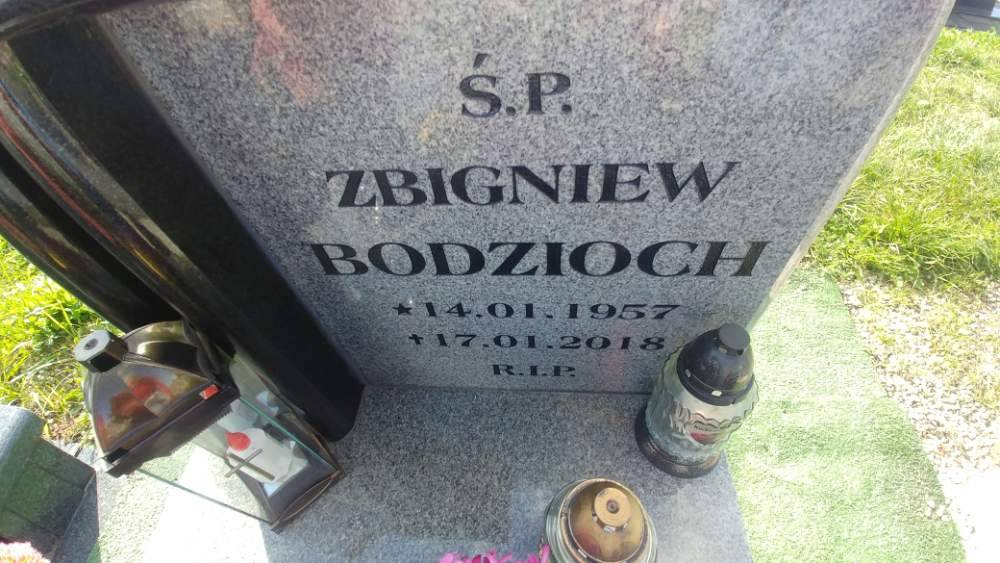 Ś.P.
ZBIGNIEW
BODZIOCH
★14.01.1957
✝17.01.2018
R.I.P.